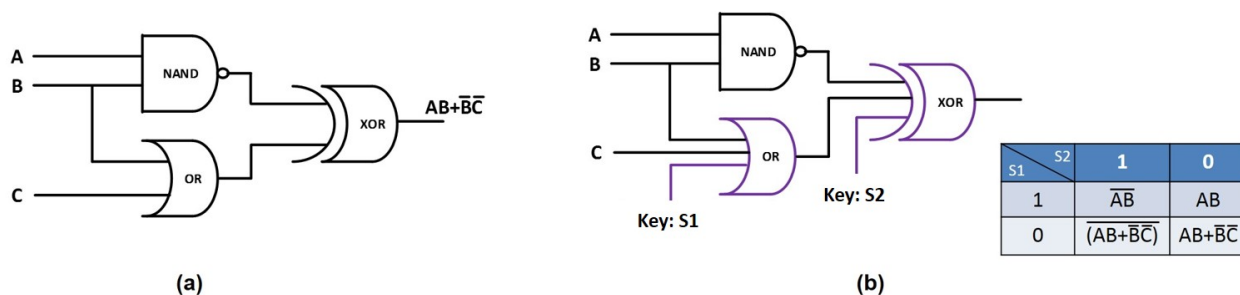 A
B
NAND
C
OR
XOR
AB+B̅C̅
(a)
A
B
NAND
C
OR
XOR
Key: S1
Key: S2
S1 S2 1 0
1 A̅B̅ AB
0 (̅A̅B̅+̅B̿C̿)̅ AB+B̅C̅
(b)